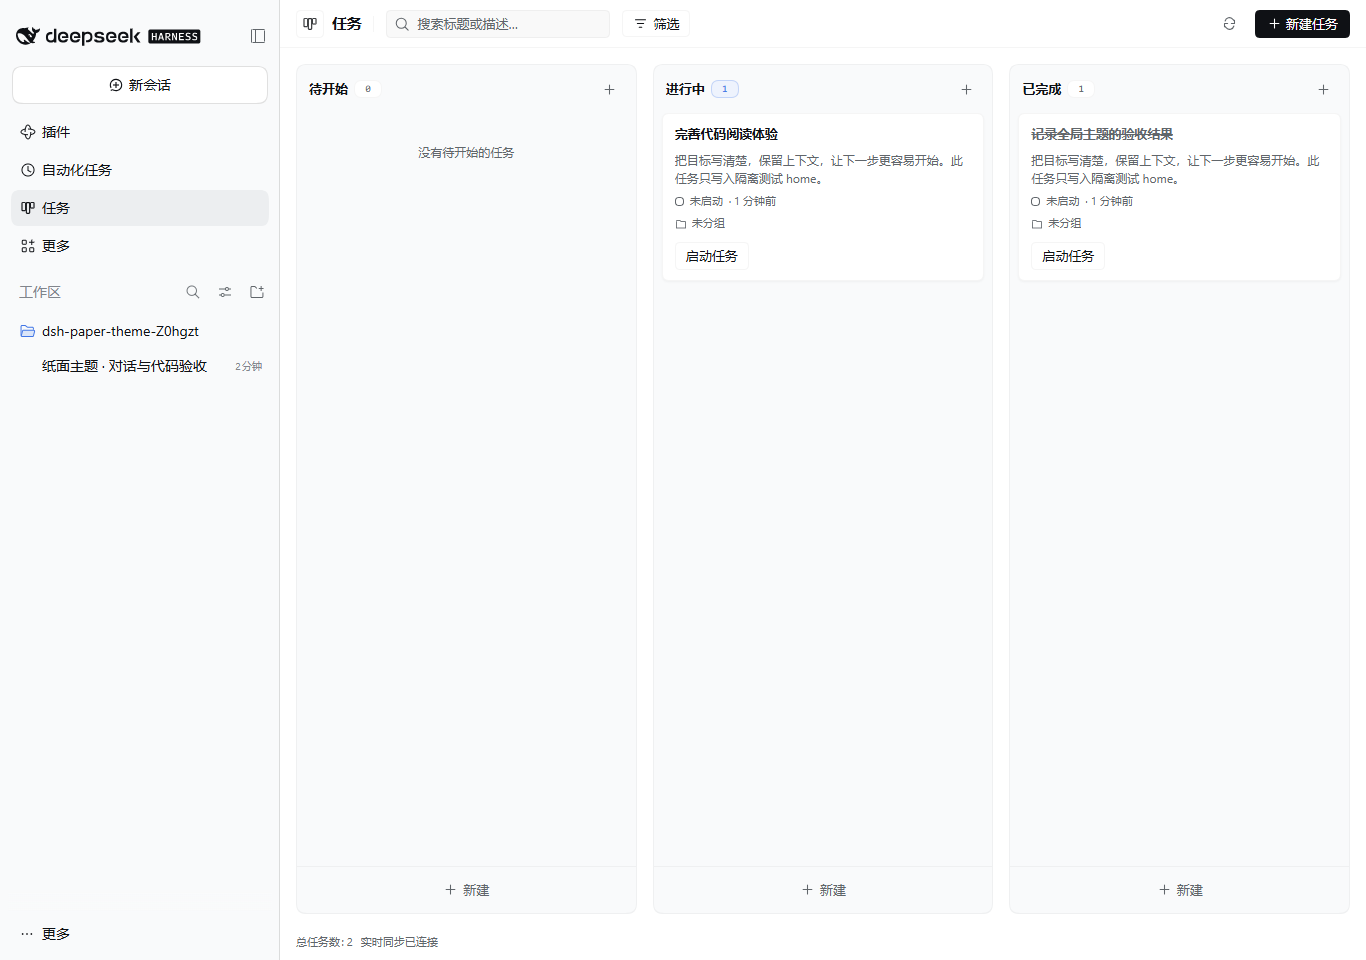 deepseek HARNESS
新会话
插件
自动化任务
任务
更多
工作区
dsh-paper-theme-Z0hgzt
纸面主题 · 对话与代码验收 2分钟
更多
任务
搜索标题或描述...
筛选
新建任务
待开始 0
没有待开始的任务
新建
进行中 1
完善代码阅读体验
把目标写清楚，保留上下文，让下一步更容易开始。此
任务只写入隔离测试 home。
未启动 · 1 分钟前
未分组
启动任务
新建
已完成 1
记录全局主题的验收结果
把目标写清楚，保留上下文，让下一步更容易开始。此
任务只写入隔离测试 home。
未启动 · 1 分钟前
未分组
启动任务
新建
总任务数: 2 实时同步已连接